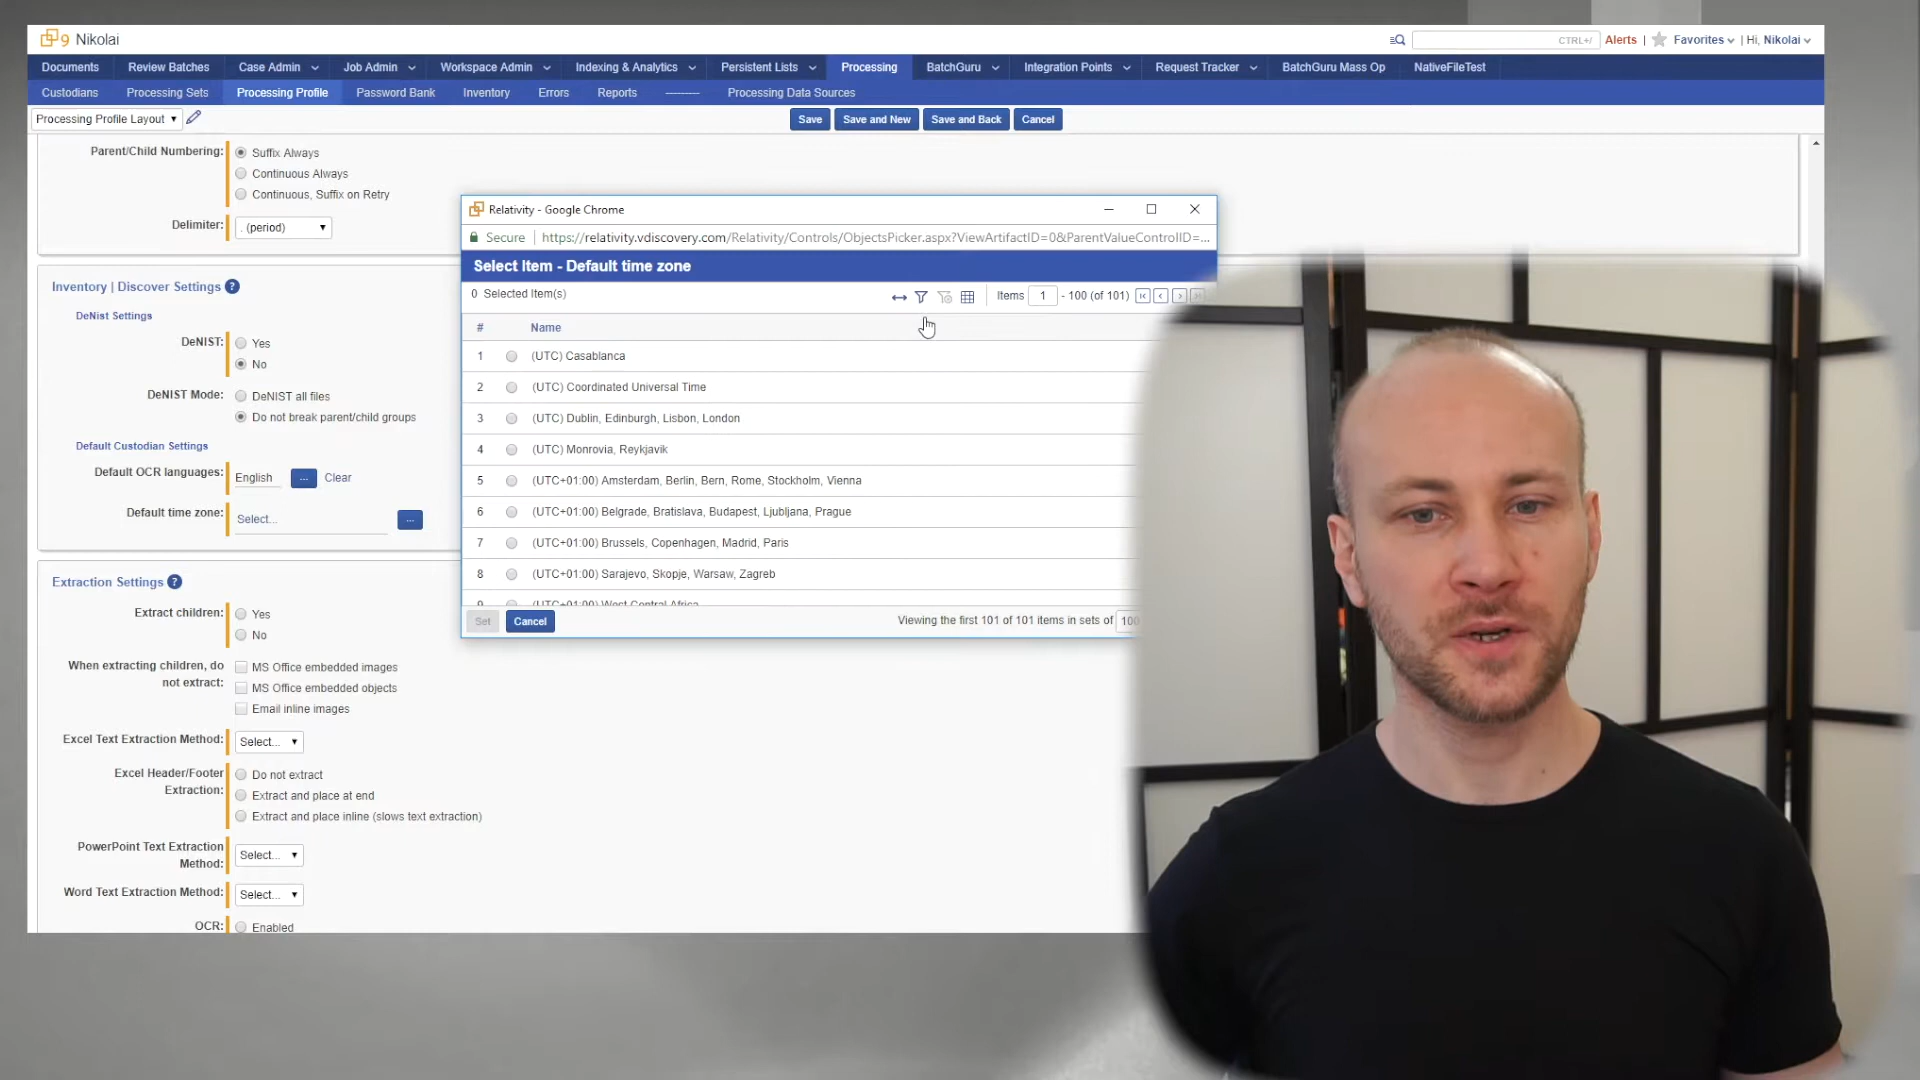 9 Nikolai
CTRL+/
Alerts | Favorites | Hi, Nikolai
Documents Review Batches Case Admin Job Admin Workspace Admin Indexing & Analytics Persistent Lists Processing BatchGuru Integration Points Request Tracker BatchGuru Mass Op NativeFileTest
Custodians Processing Sets Processing Profile Password Bank Inventory Errors Reports ---------- Processing Data Sources
Processing Profile Layout
Save Save and New Save and Back Cancel
Parent/Child Numbering: Suffix Always
Continuous Always
Continuous, Suffix on Retry
Delimiter: . (period)
Inventory | Discover Settings ?
DeNist Settings
DeNIST: Yes
No
DeNIST Mode: DeNIST all files
Do not break parent/child groups
Default Custodian Settings
Default OCR languages: English ... Clear
Default time zone: Select... ...
Extraction Settings ?
Extract children: Yes
No
When extracting children, do
not extract:
MS Office embedded images
MS Office embedded objects
Email inline images
Excel Text Extraction Method: Select...
Excel Header/Footer
Extraction:
Do not extract
Extract and place at end
Extract and place inline (slows text extraction)
PowerPoint Text Extraction
Method:
Select...
Word Text Extraction Method: Select...
OCR: Enabled
Relativity - Google Chrome
Secure https://relativity.vdiscovery.com/Relativity/Controls/ObjectsPicker.aspx?ViewArtifactID=0&ParentValueControlID=...
Select Item - Default time zone
0 Selected Item(s)
Items 1 - 100 (of 101)
# Name
1 (UTC) Casablanca
2 (UTC) Coordinated Universal Time
3 (UTC) Dublin, Edinburgh, Lisbon, London
4 (UTC) Monrovia, Reykjavik
5 (UTC+01:00) Amsterdam, Berlin, Bern, Rome, Stockholm, Vienna
6 (UTC+01:00) Belgrade, Bratislava, Budapest, Ljubljana, Prague
7 (UTC+01:00) Brussels, Copenhagen, Madrid, Paris
8 (UTC+01:00) Sarajevo, Skopje, Warsaw, Zagreb
9 (UTC+01:00) West Central Africa
Set Cancel
Viewing the first 101 of 101 items in sets of 100